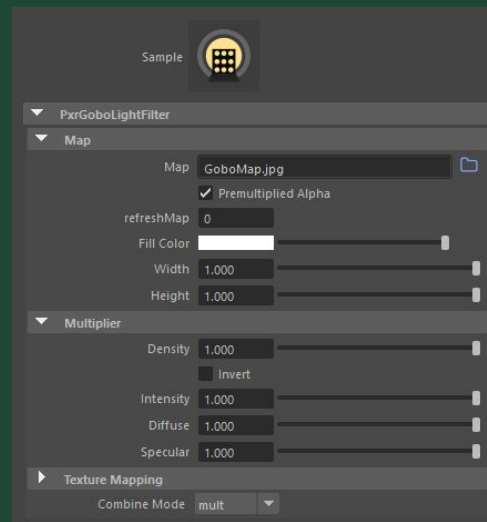 Sample
PxrGoboLightFilter
Map
Map GoboMap.jpg
Premultiplied Alpha
refreshMap 0
Fill Color
Width 1.000
Height 1.000
Multiplier
Density 1.000
Invert
Intensity 1.000
Diffuse 1.000
Specular 1.000
Texture Mapping
Combine Mode mult